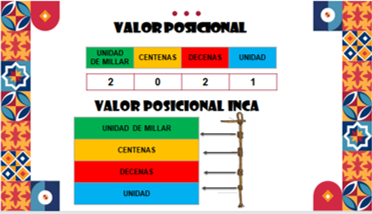 VALOR POSICIONAL
UNIDAD DE MILLAR CENTENAS DECENAS UNIDAD
2 0 2 1
VALOR POSICIONAL INCA
UNIDAD DE MILLAR
CENTENAS
DECENAS
UNIDAD